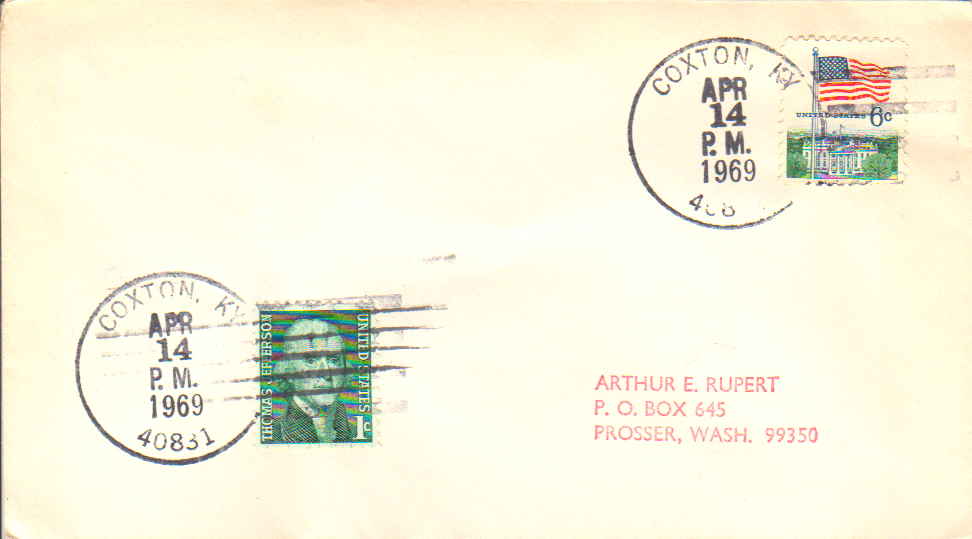 COXTON, KY
APR
14
P. M.
1969
UNITED STATES 6c
COXTON, KY
APR
14
P. M.
1969
40831
THOMAS JEFFERSON
UNITED STATES
1c
ARTHUR E. RUPERT
P. O. BOX 645
PROSSER, WASH. 99350